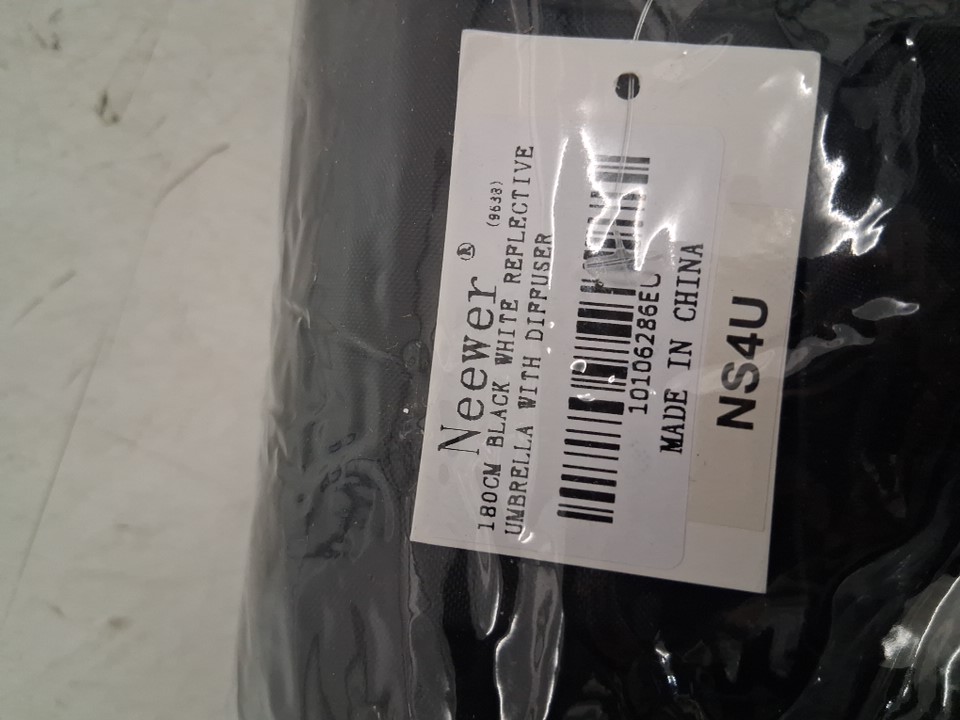 Neewer®
(9638)
180CM BLACK WHITE REFLECTIVE
UMBRELLA WITH DIFFUSER
10106286EU
MADE IN CHINA
NS4U